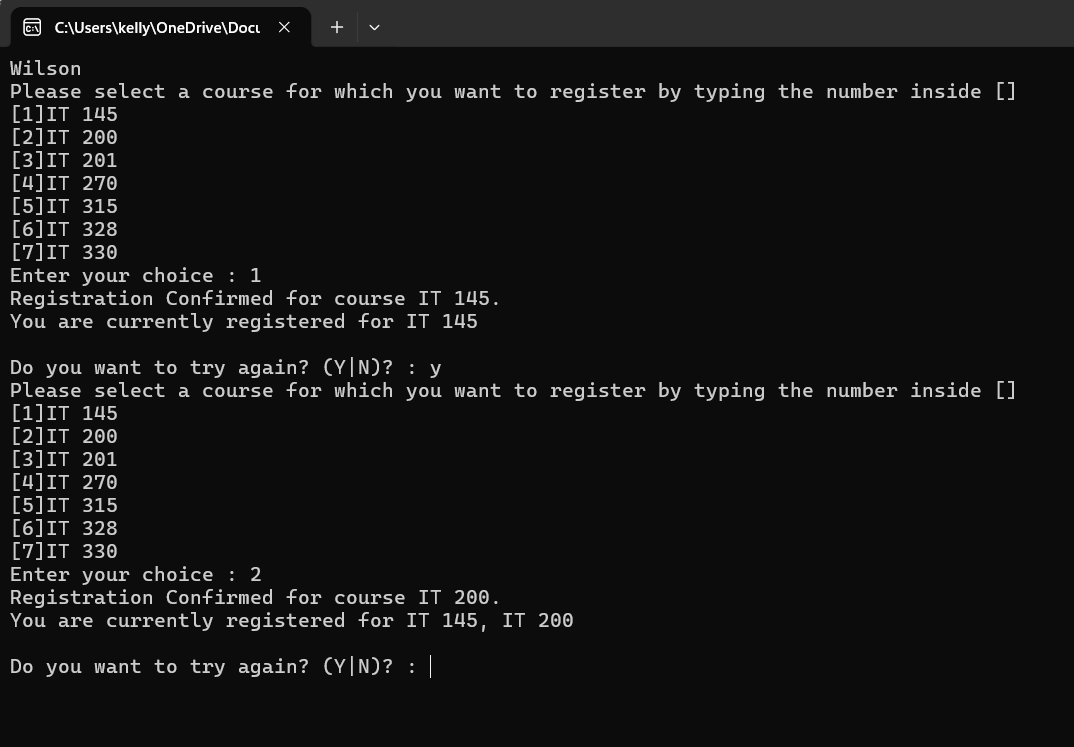 C:\Users\kelly\OneDrive\Docu
Wilson
Please select a course for which you want to register by typing the number inside []
[1]IT 145
[2]IT 200
[3]IT 201
[4]IT 270
[5]IT 315
[6]IT 328
[7]IT 330
Enter your choice : 1
Registration Confirmed for course IT 145.
You are currently registered for IT 145
Do you want to try again? (Y|N)? : y
Please select a course for which you want to register by typing the number inside []
[1]IT 145
[2]IT 200
[3]IT 201
[4]IT 270
[5]IT 315
[6]IT 328
[7]IT 330
Enter your choice : 2
Registration Confirmed for course IT 200.
You are currently registered for IT 145, IT 200
Do you want to try again? (Y|N)? :